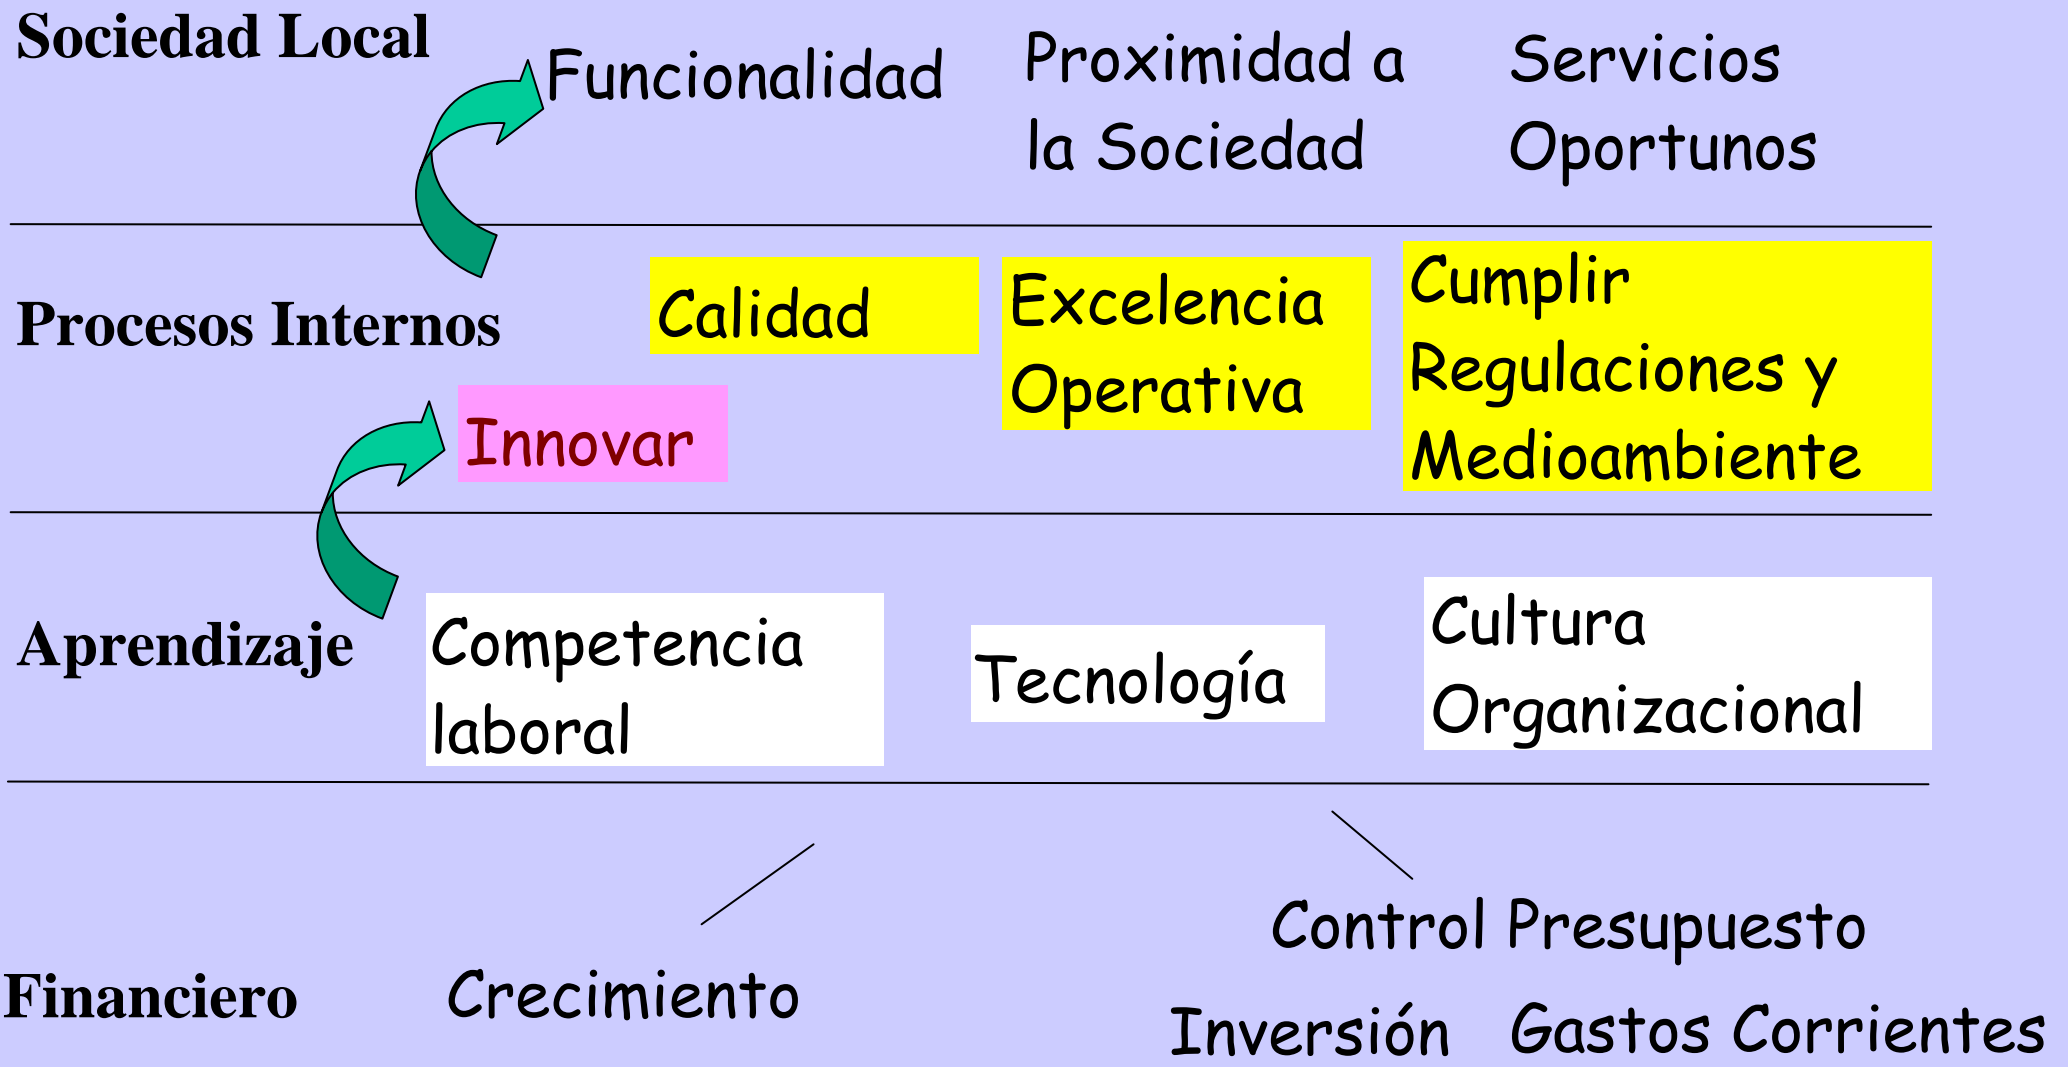 Sociedad Local
Funcionalidad
Proximidad a
la Sociedad
Servicios
Oportunos
Procesos Internos
Calidad
Excelencia
Operativa
Cumplir
Regulaciones y
Medioambiente
Innovar
Aprendizaje
Competencia
laboral
Tecnología
Cultura
Organizacional
Financiero
Crecimiento
Control Presupuesto
Inversión
Gastos Corrientes